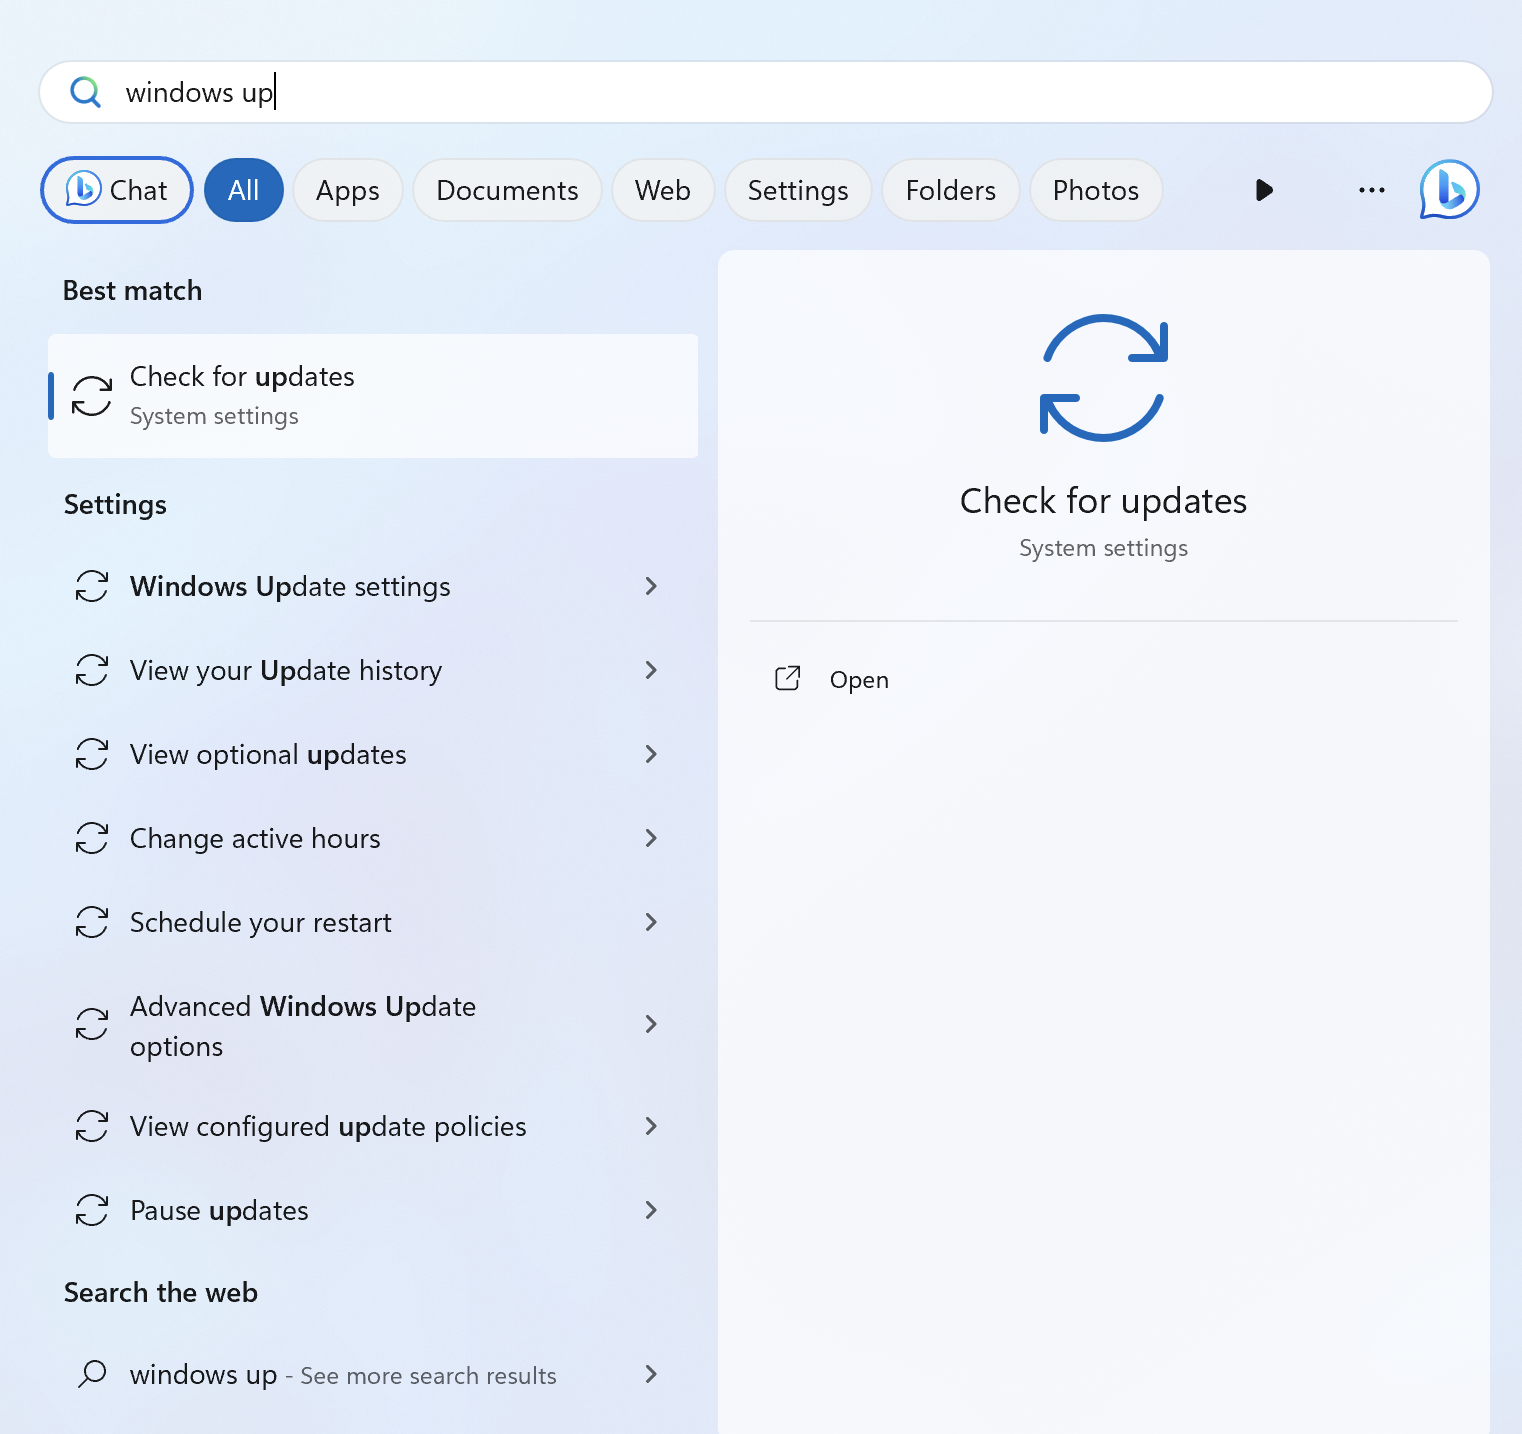 windows up
Chat All Apps Documents Web Settings Folders Photos
Best match
Check for updates
System settings
Settings
Windows Update settings
View your Update history
View optional updates
Change active hours
Schedule your restart
Advanced Windows Update
options
View configured update policies
Pause updates
Search the web
windows up - See more search results
Check for updates
System settings
Open